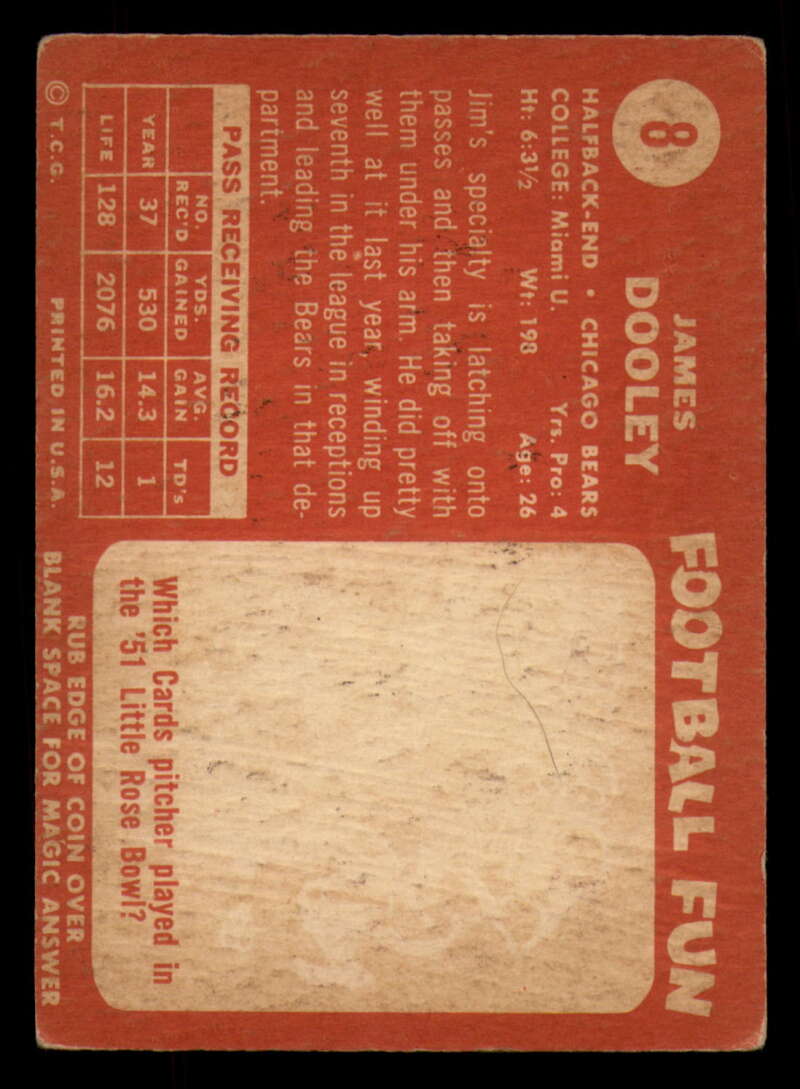 8
JAMES
DOOLEY
HALFBACK-END • CHICAGO BEARS
COLLEGE: Miami U. Yrs. Pro: 4
Ht: 6:3½ Wt: 198 Age: 26
Jim's specialty is latching onto
passes and then taking off with
them under his arm. He did pretty
well at it last year, winding up
seventh in the league in receptions
and leading the Bears in that de-
partment.
PASS RECEIVING RECORD
NO. REC'D YDS. GAINED AVG. GAIN TD's
YEAR 37 530 14.3 1
LIFE 128 2076 16.2 12
© T.C.G. PRINTED IN U.S.A.
FOOTBALL FUN
Which Cards pitcher played in
the '51 Little Rose Bowl?
RUB EDGE OF COIN OVER
BLANK SPACE FOR MAGIC ANSWER